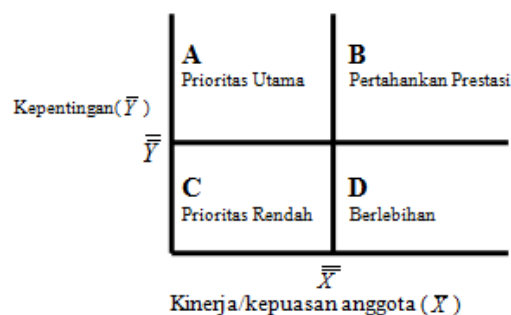 A
Prioritas Utama
B
Pertahankan Prestasi
Kepentingan(Y̅)
Y̿
C
Prioritas Rendah
D
Berlebihan
X̿
Kinerja/kepuasan anggota (X̅)